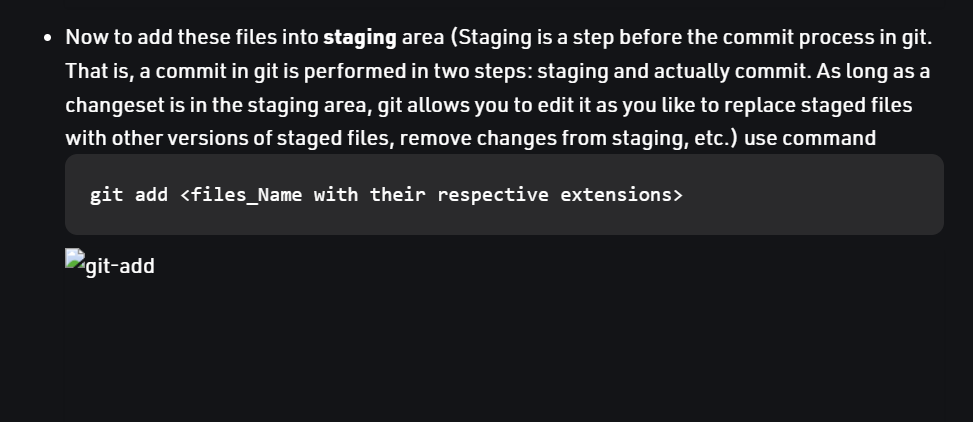 Now to add these files into staging area (Staging is a step before the commit process in git.
That is, a commit in git is performed in two steps: staging and actually commit. As long as a
changeset is in the staging area, git allows you to edit it as you like to replace staged files
with other versions of staged files, remove changes from staging, etc.) use command
git add <files_Name with their respective extensions>
git-add